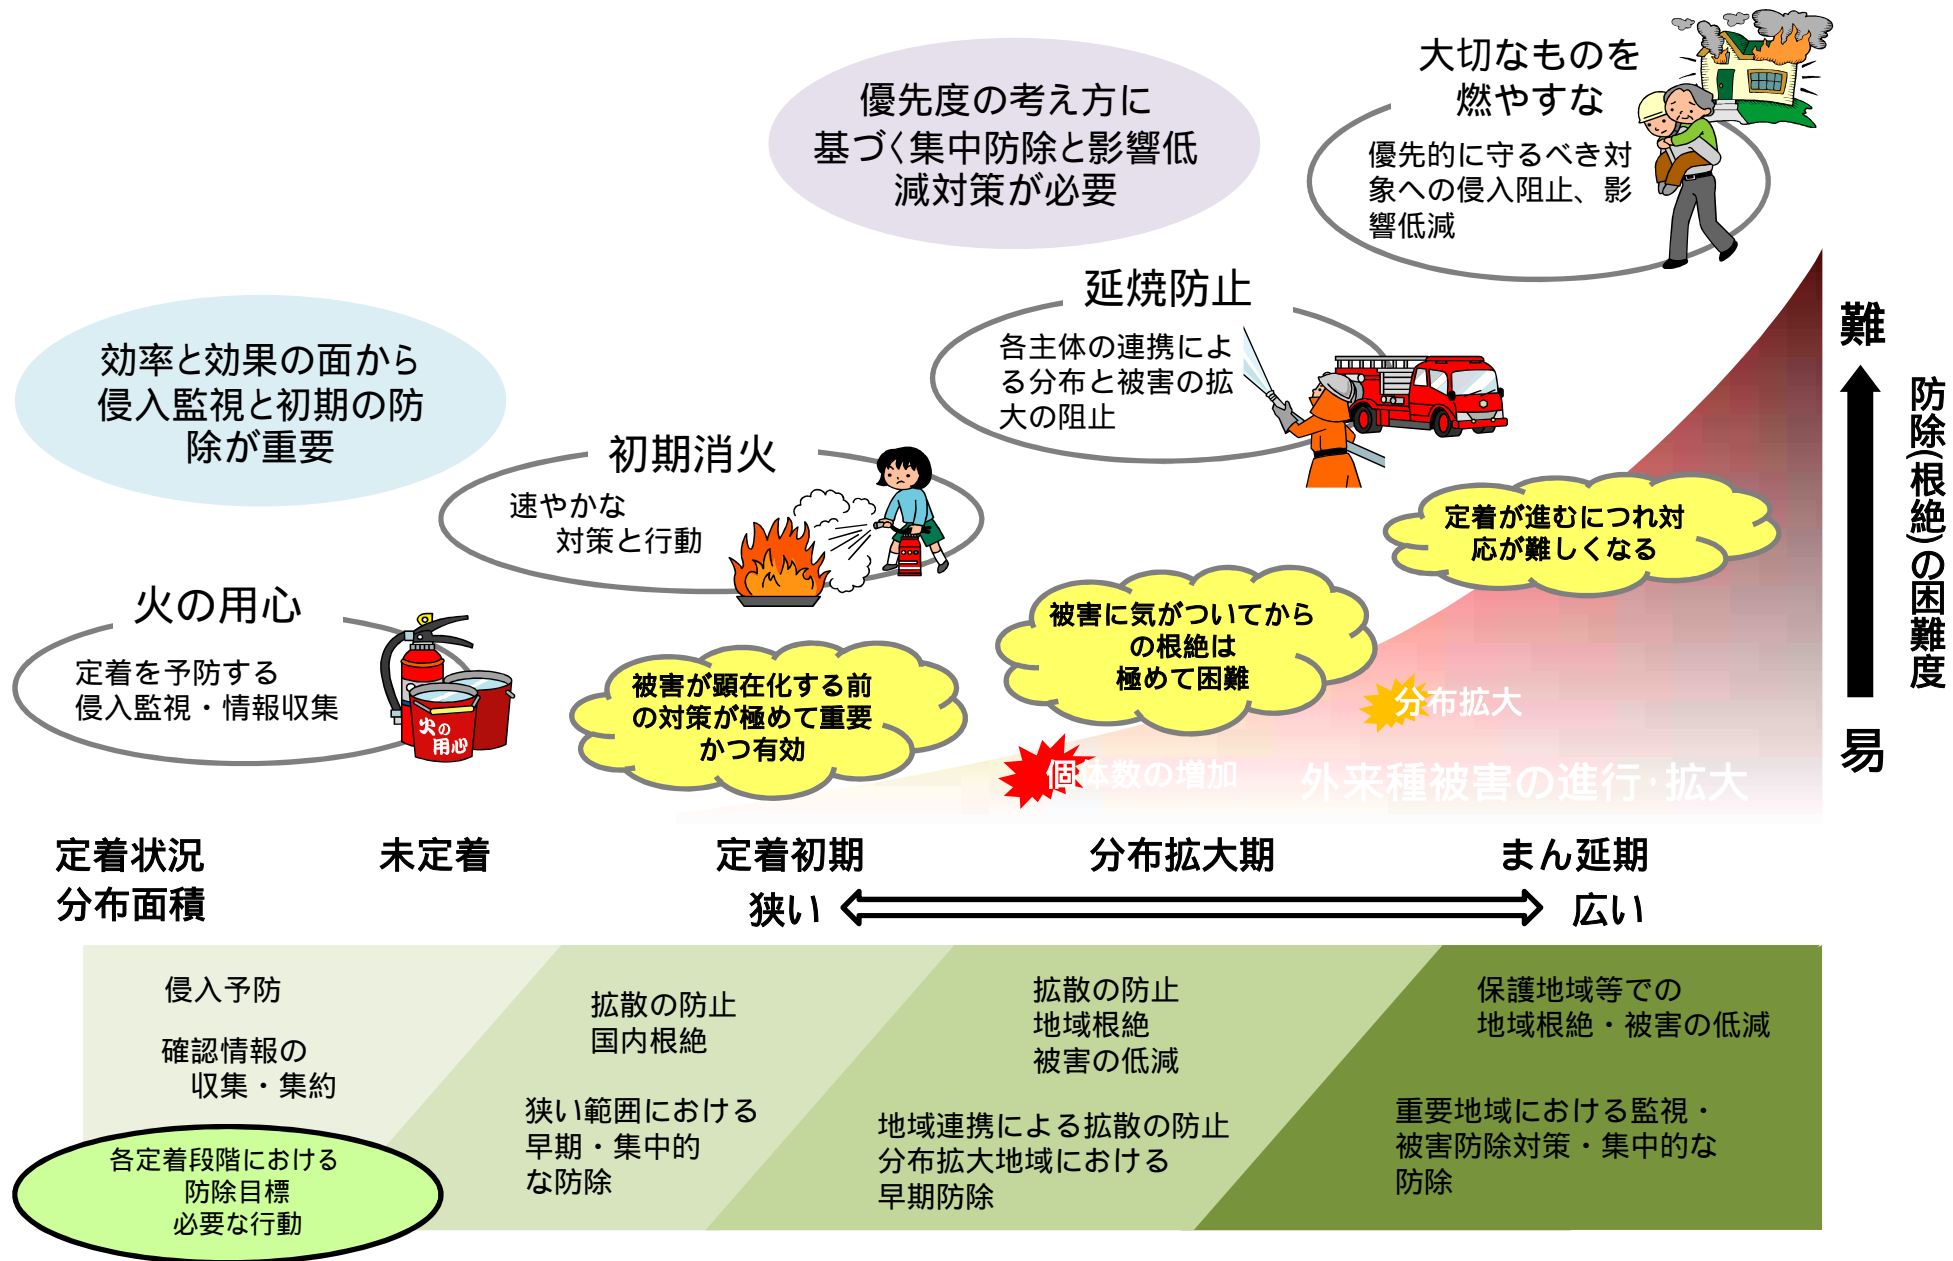 大切なものを
燃やすな
優先的に守るべき対
象への侵入阻止、影
響低減
優先度の考え方に
基づく集中防除と影響低
減対策が必要
延焼防止
各主体の連携によ
る分布と被害の拡
大の阻止
効率と効果の面から
侵入監視と初期の防
除が重要
初期消火
速やかな
対策と行動
火の用心
定着を予防する
侵入監視・情報収集
火の
用心
被害が顕在化する前
の対策が極めて重要
かつ有効
被害に気がついてから
の根絶は
極めて困難
定着が進むにつれ対
応が難しくなる
分布拡大
個体数の増加
外来種被害の進行・拡大
難
易
防除(根絶)の困難度
定着状況
未定着
定着初期
分布拡大期
まん延期
分布面積
狭い
広い
侵入予防
確認情報の
収集・集約
拡散の防止
国内根絶
狭い範囲における
早期・集中的
な防除
拡散の防止
地域根絶
被害の低減
地域連携による拡散の防止
分布拡大地域における
早期防除
保護地域等での
地域根絶・被害の低減
重要地域における監視・
被害防除対策・集中的な
防除
各定着段階における
防除目標
必要な行動